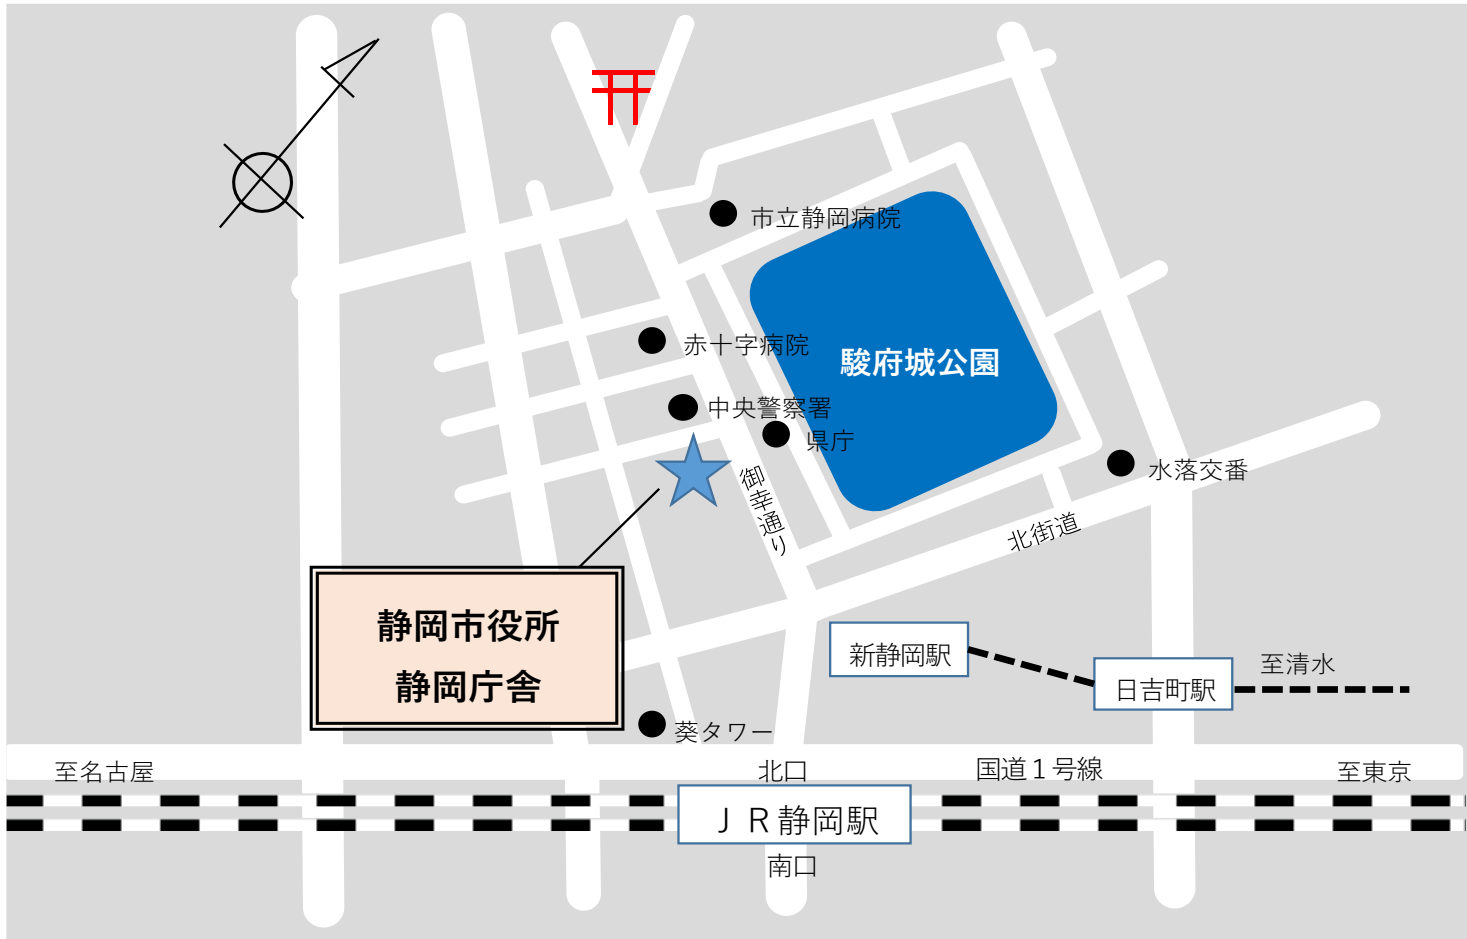 市立静岡病院
赤十字病院
駿府城公園
中央警察署
県庁
水落交番
御幸通り
北街道
静岡市役所
静岡庁舎
新静岡駅
日吉町駅
至清水
葵タワー
至名古屋
北口
国道１号線
至東京
ＪＲ静岡駅
南口